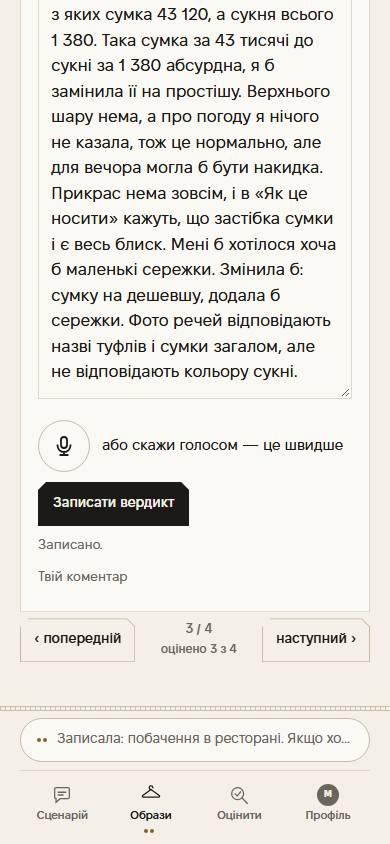 з яких сумка 43 120, а сукня всього
1 380. Така сумка за 43 тисячі до
сукні за 1 380 абсурдна, я б
замінила її на простішу. Верхнього
шару нема, а про погоду я нічого
не казала, тож це нормально, але
для вечора могла б бути накидка.
Прикрас нема зовсім, і в «Як це
носити» кажуть, що застібка сумки
і є весь блиск. Мені б хотілося хоча
б маленькі сережки. Змінила б:
сумку на дешевшу, додала б
сережки. Фото речей відповідають
назві туфлів і сумки загалом, але
не відповідають кольору сукні.
або скажи голосом — це швидше
Записати вердикт
Записано.
Твій коментар
‹ попередній
3 / 4
оцінено 3 з 4
наступний ›
Записала: побачення в ресторані. Якщо хо...
Сценарій
Образи
Оцінити
М
Профіль